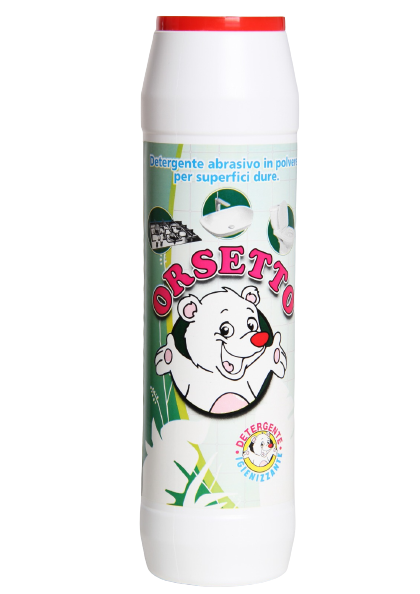 Detergente abrasivo in polvere
per superfici dure.
ORSETTO
DETERGENTE
IGIENIZZANTE